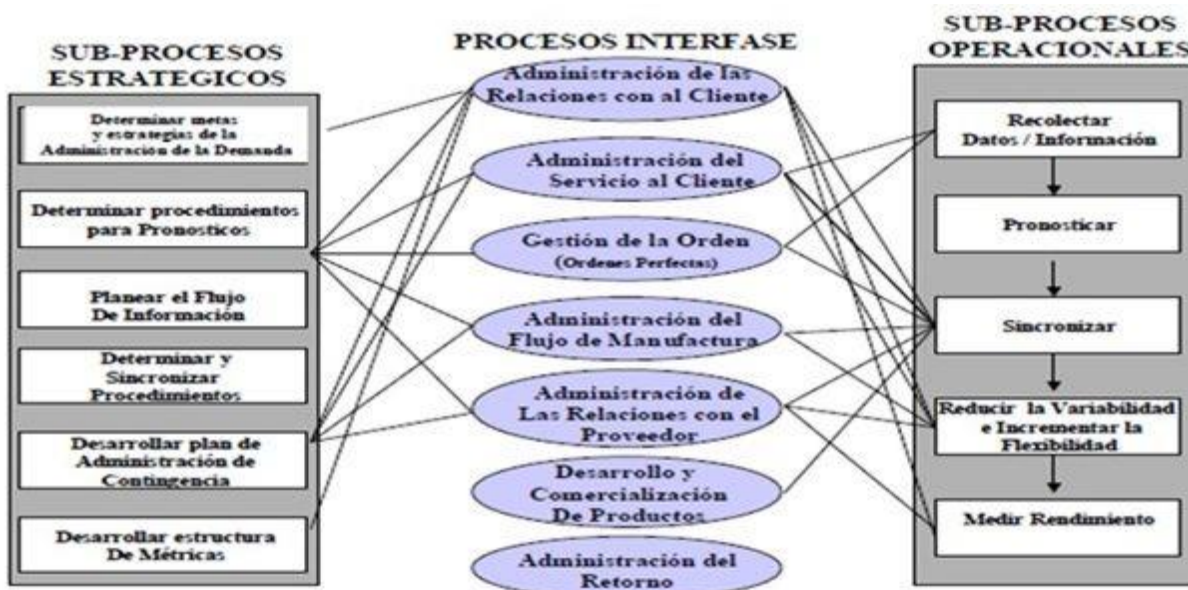 SUB-PROCESOS
ESTRATEGICOS
Determinar metas
y estrategias de la
Administración de la Demanda
Determinar procedimientos
para Pronosticos
Planear el Flujo
De Información
Determinar y
Sincronizar
Procedimientos
Desarrollar plan de
Administración de
Contingencia
Desarrollar estructura
De Métricas
PROCESOS INTERFASE
Administración de las
Relaciones con al Cliente
Administración del
Servicio al Cliente
Gestión de la Orden
(Ordenes Perfectas)
Administración del
Flujo de Manufactura
Administración de
Las Relaciones con el
Proveedor
Desarrollo y
Comercialización
De Productos
Administración del
Retorno
SUB-PROCESOS
OPERACIONALES
Recolectar
Datos / Información
Pronosticar
Sincronizar
Reducir la Variabilidad
e Incrementar la
Flexibilidad
Medir Rendimiento